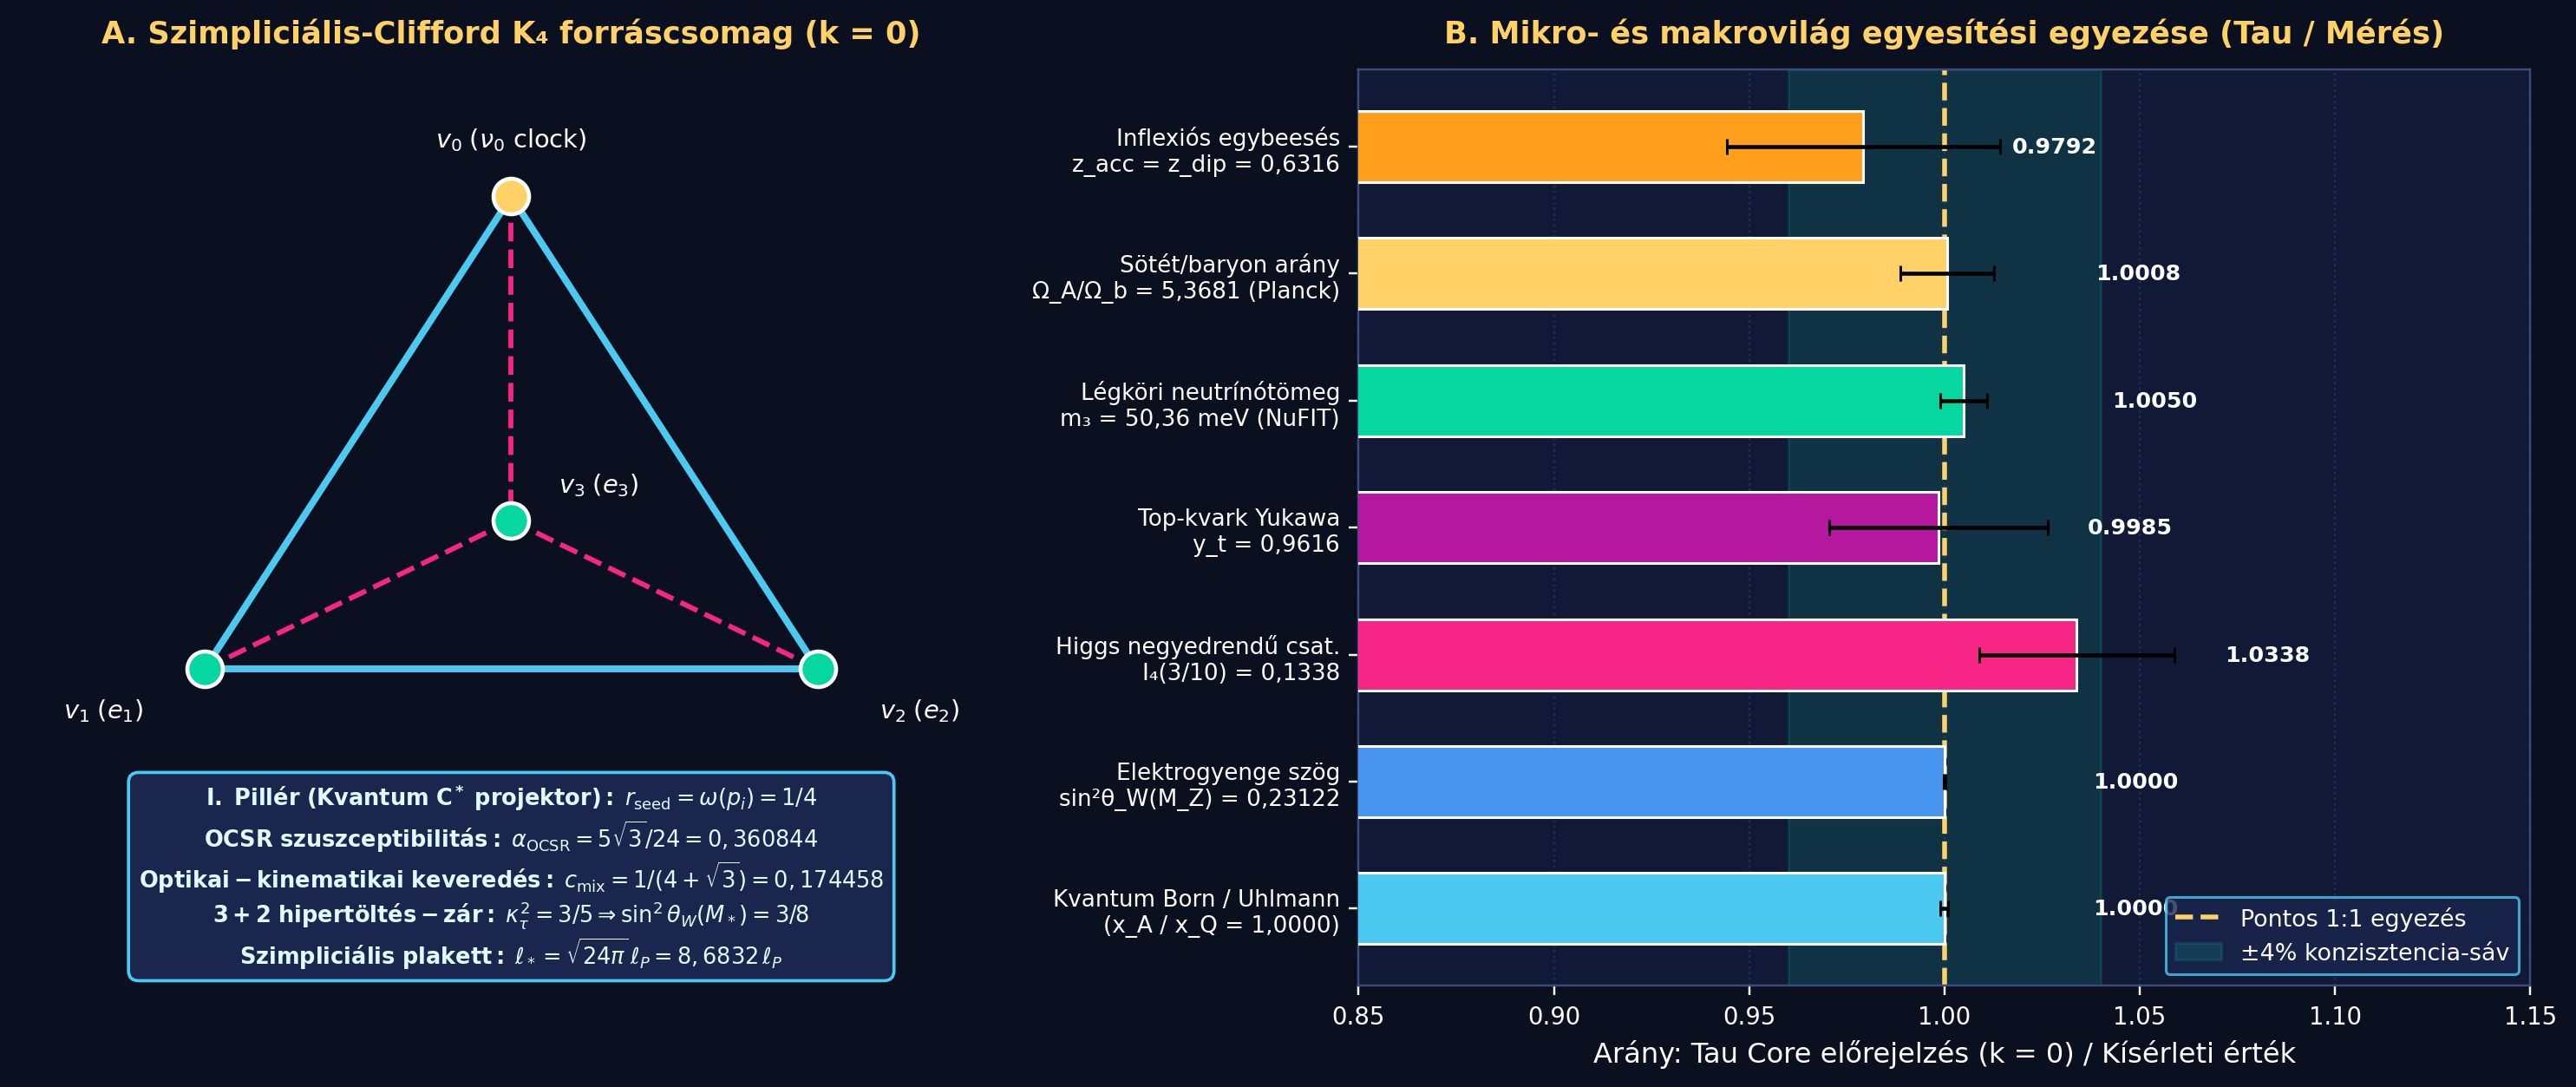 A. Szimpliciális-Clifford K₄ forráscsomag (k = 0)
v₀ (ν₀ clock)
v₃ (e₃)
v₁ (e₁)
v₂ (e₂)
I. Pillér (Kvantum C* projektor): r_seed = ω(p_i) = 1/4
OCSR szuszceptibilitás: α_OCSR = 5√3/24 = 0,360844
Optikai−kinematikai keveredés: c_mix = 1/(4 + √3) = 0,174458
3 + 2 hipertöltés−zár: κ_τ² = 3/5 ⇒ sin² θ_W(M_*) = 3/8
Szimpliciális plakett: ℓ_* = √24π ℓ_P = 8,6832 ℓ_P
B. Mikro- és makrovilág egyesítési egyezése (Tau / Mérés)
Inflexiós egybeesés
z_acc = z_dip = 0,6316
0.9792
Sötét/baryon arány
Ω_A/Ω_b = 5,3681 (Planck)
1.0008
Légköri neutrínótömeg
m₃ = 50,36 meV (NuFIT)
1.0050
Top-kvark Yukawa
y_t = 0,9616
0.9985
Higgs negyedrendű csat.
I₄(3/10) = 0,1338
1.0338
Elektrogyenge szög
sin²θ_W(M_Z) = 0,23122
1.0000
Kvantum Born / Uhlmann
(x_A / x_Q = 1,0000)
1.0000
Pontos 1:1 egyezés
±4% konzisztencia-sáv
0.85 0.90 0.95 1.00 1.05 1.10 1.15
Arány: Tau Core előrejelzés (k = 0) / Kísérleti érték